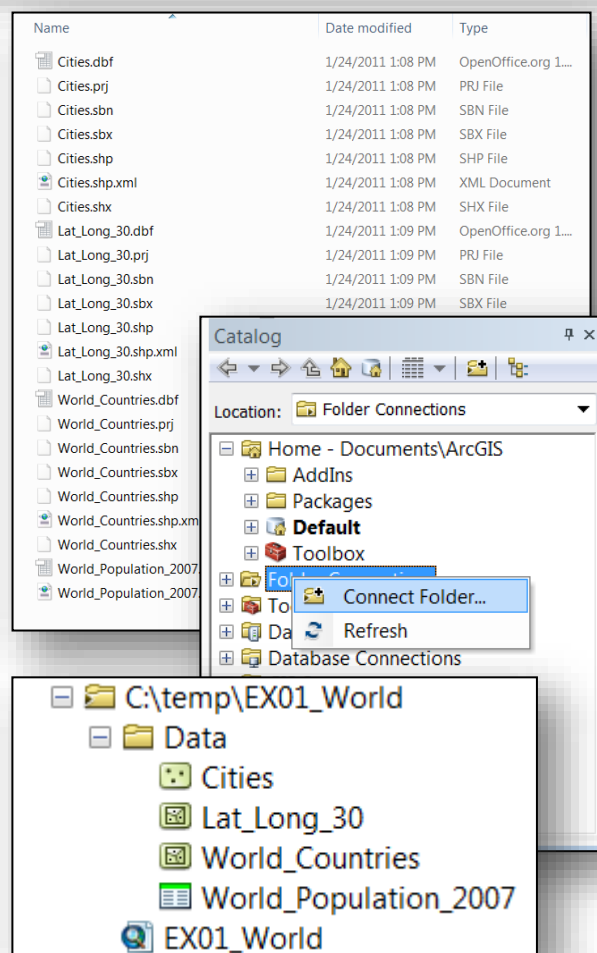 Name Date modified Type
Cities.dbf 1/24/2011 1:08 PM OpenOffice.org 1....
Cities.prj 1/24/2011 1:08 PM PRJ File
Cities.sbn 1/24/2011 1:08 PM SBN File
Cities.sbx 1/24/2011 1:08 PM SBX File
Cities.shp 1/24/2011 1:08 PM SHP File
Cities.shp.xml 1/24/2011 1:08 PM XML Document
Cities.shx 1/24/2011 1:08 PM SHX File
Lat_Long_30.dbf 1/24/2011 1:09 PM OpenOffice.org 1....
Lat_Long_30.prj 1/24/2011 1:09 PM PRJ File
Lat_Long_30.sbn 1/24/2011 1:09 PM SBN File
Lat_Long_30.sbx 1/24/2011 1:09 PM SBX File
Lat_Long_30.shp
Lat_Long_30.shp.xml
Lat_Long_30.shx
World_Countries.dbf
World_Countries.prj
World_Countries.sbn
World_Countries.sbx
World_Countries.shp
World_Countries.shp.xm
World_Countries.shx
World_Population_2007.
World_Population_2007.
Catalog
Location: Folder Connections
Home - Documents\ArcGIS
AddIns
Packages
Default
Toolbox
Connect Folder...
Refresh
Database Connections
C:\temp\EX01_World
Data
Cities
Lat_Long_30
World_Countries
World_Population_2007
EX01_World